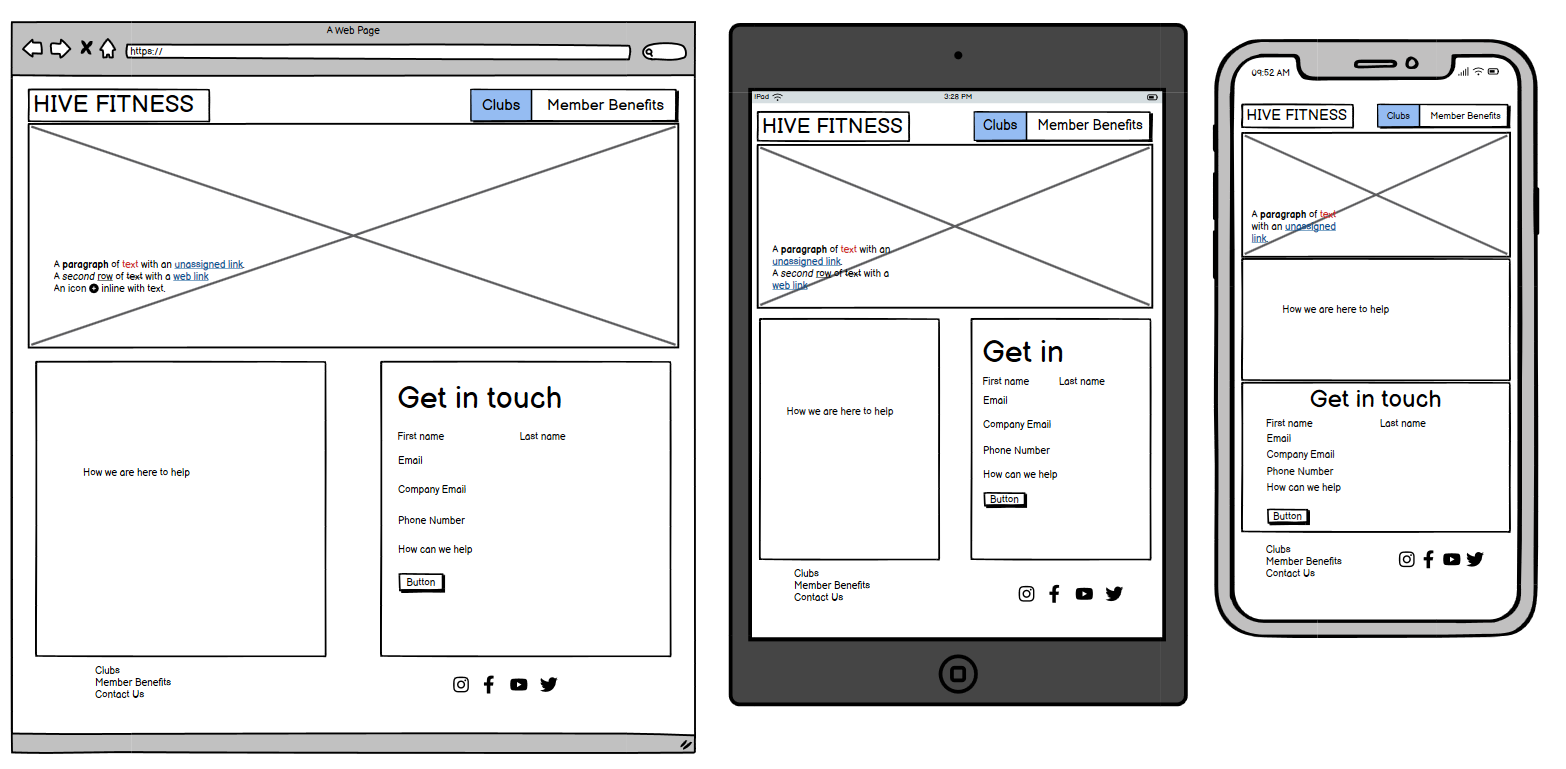 A Web Page
https://
HIVE FITNESS
Clubs
Member Benefits
A paragraph of text with an unassigned link.
A second row of text with a web link
An icon inline with text.
How we are here to help
Get in touch
First name
Last name
Email
Company Email
Phone Number
How can we help
Button
Clubs
Member Benefits
Contact Us
iPad
3:28 PM
HIVE FITNESS
Clubs
Member Benefits
A paragraph of text with an
unassigned link.
A second row of text with a
web link
How we are here to help
Get in
First name
Last name
Email
Company Email
Phone Number
How can we help
Button
Clubs
Member Benefits
Contact Us
09:52 AM
HIVE FITNESS
Clubs
Member Benefits
A paragraph of text
with an unassigned
link.
How we are here to help
Get in touch
First name
Last name
Email
Company Email
Phone Number
How can we help
Button
Clubs
Member Benefits
Contact Us